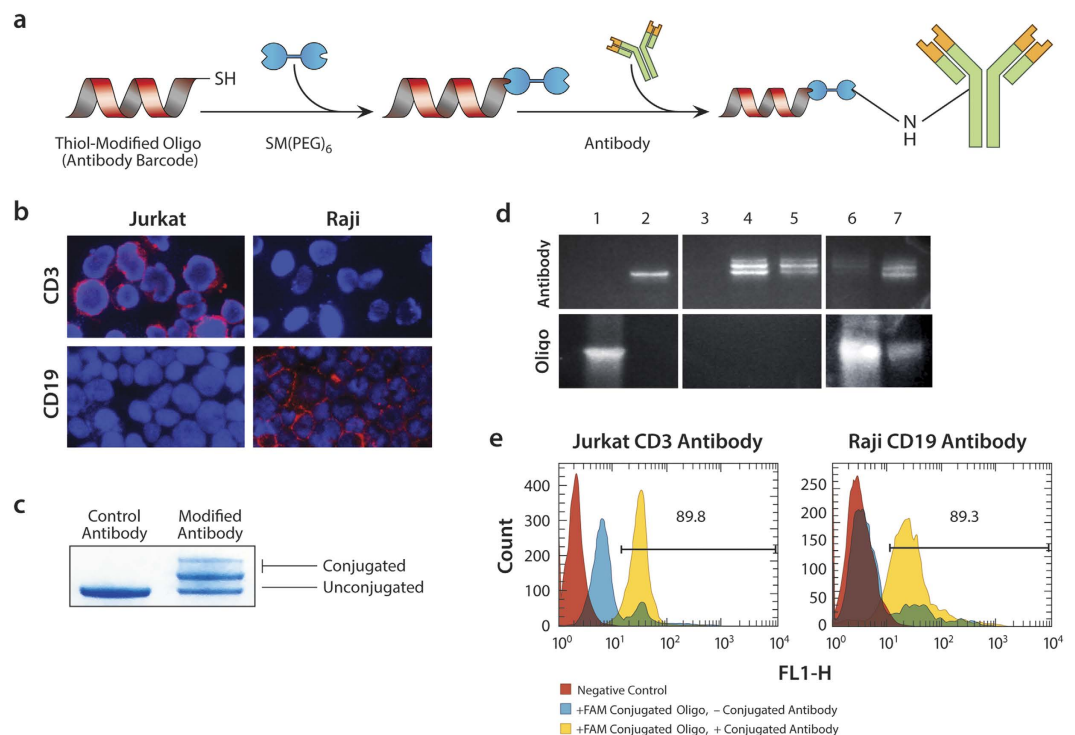 a
SH
Thiol-Modified Oligo
(Antibody Barcode)
SM(PEG)6
Antibody
N
H
b
Jurkat
Raji
CD3
CD19
c
Control
Antibody
Modified
Antibody
Conjugated
Unconjugated
d
1 2 3 4 5 6 7
Antibody
Oligo
e
Jurkat CD3 Antibody
Raji CD19 Antibody
Count
400
300
200
100
0
89.8
10^0 10^1 10^2 10^3 10^4
250
200
150
100
50
0
89.3
10^0 10^1 10^2 10^3 10^4
FL1-H
Negative Control
+FAM Conjugated Oligo, – Conjugated Antibody
+FAM Conjugated Oligo, + Conjugated Antibody